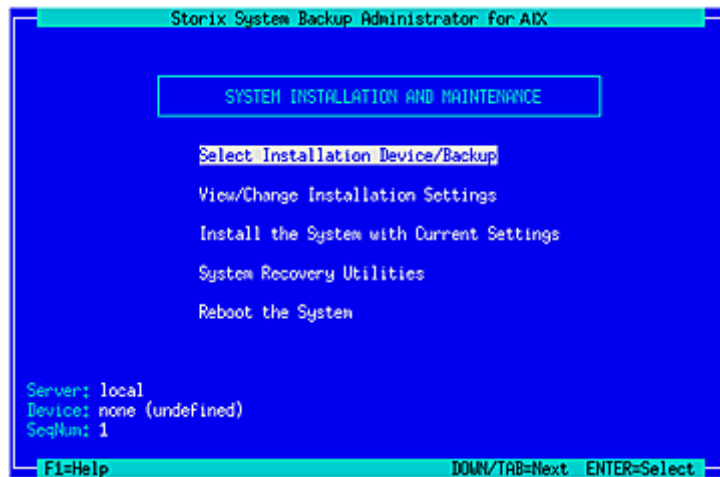 Storix System Backup Administrator for AIX
SYSTEM INSTALLATION AND MAINTENANCE
Select Installation Device/Backup
View/Change Installation Settings
Install the System with Current Settings
System Recovery Utilities
Reboot the System
Server: local
Device: none (undefined)
SeqNum: 1
F1=Help DOWN/TAB=Next ENTER=Select